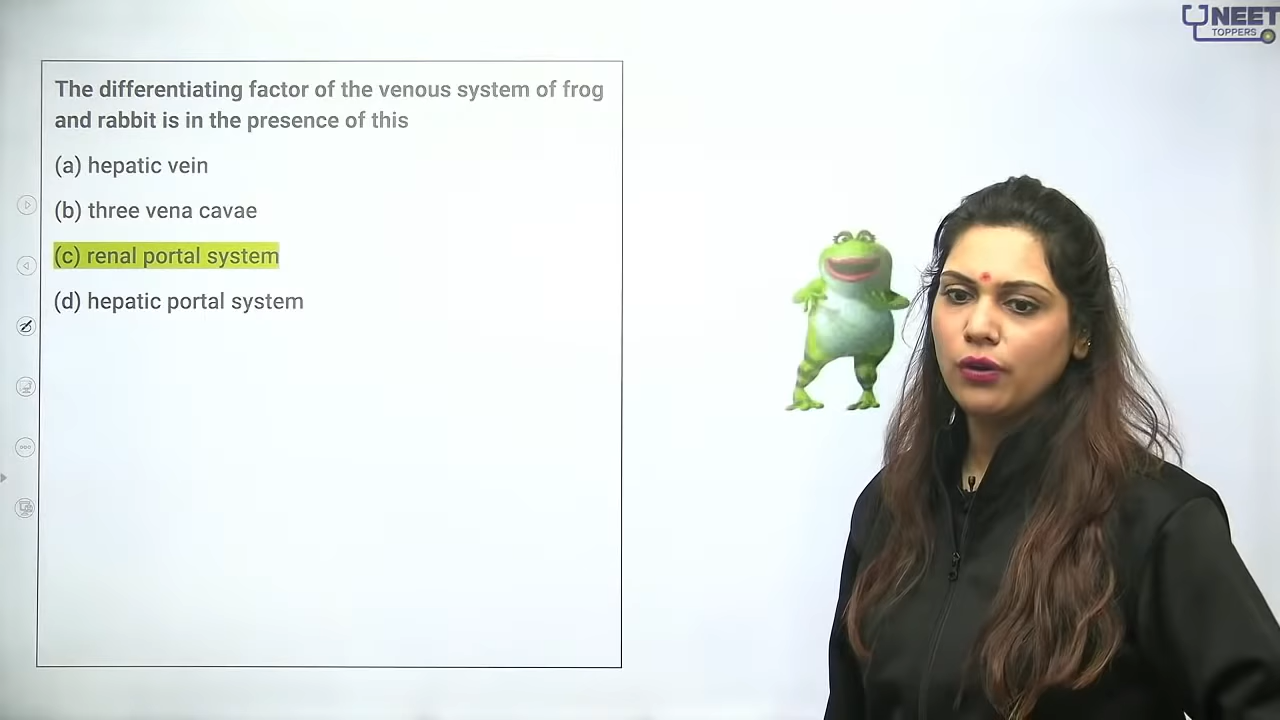 NEET
TOPPERS
The differentiating factor of the venous system of frog
and rabbit is in the presence of this
(a) hepatic vein
(b) three vena cavae
(c) renal portal system
(d) hepatic portal system